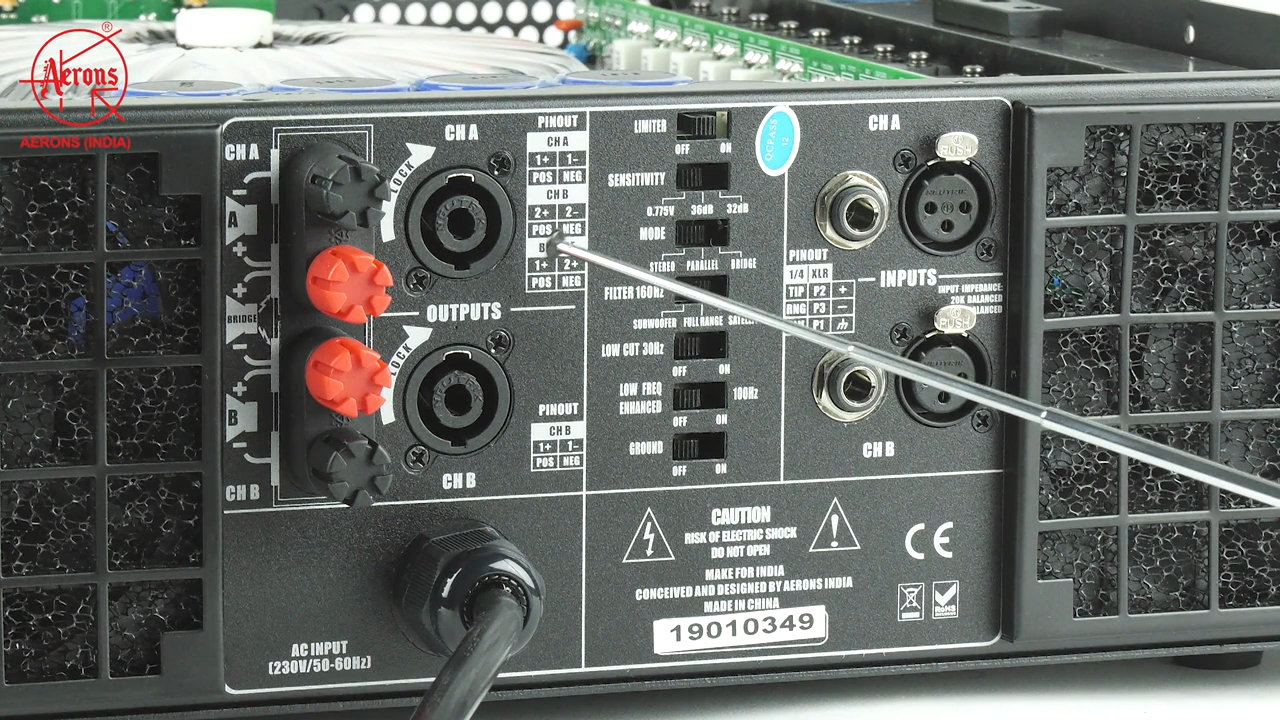 Aerons
®
AERONS (INDIA)
CH A
A
BRIDGE
B
CH B
CH A
LOCK
OUTPUTS
LOCK
CH B
PINOUT
CH A
1+ 1-
POS NEG
CH B
2+ 2-
POS NEG
1+ 2+
POS NEG
PINOUT
CH B
1+ 1-
POS NEG
LIMITER
OFF ON
SENSITIVITY
0.775V 36dB 32dB
MODE
STEREO PARALLEL BRIDGE
FILTER 160Hz
SUBWOOFER FULL RANGE
LOW CUT 30Hz
OFF ON
LOW FREQ
ENHANCED
100Hz
ON
GROUND
OFF ON
QCPASS
12
CH A
PUSH
NEUTRIK
PINOUT
1/4 XLR
TIP P2 +
RNG P3 -
P1
INPUTS
INPUT IMPEDANCE:
20K BALANCED
PUSH
CH B
CAUTION
RISK OF ELECTRIC SHOCK
DO NOT OPEN
MAKE FOR INDIA
CONCEIVED AND DESIGNED BY AERONS INDIA
MADE IN CHINA
19010349
CE
RoHS
AC INPUT
(230V/50-60Hz)